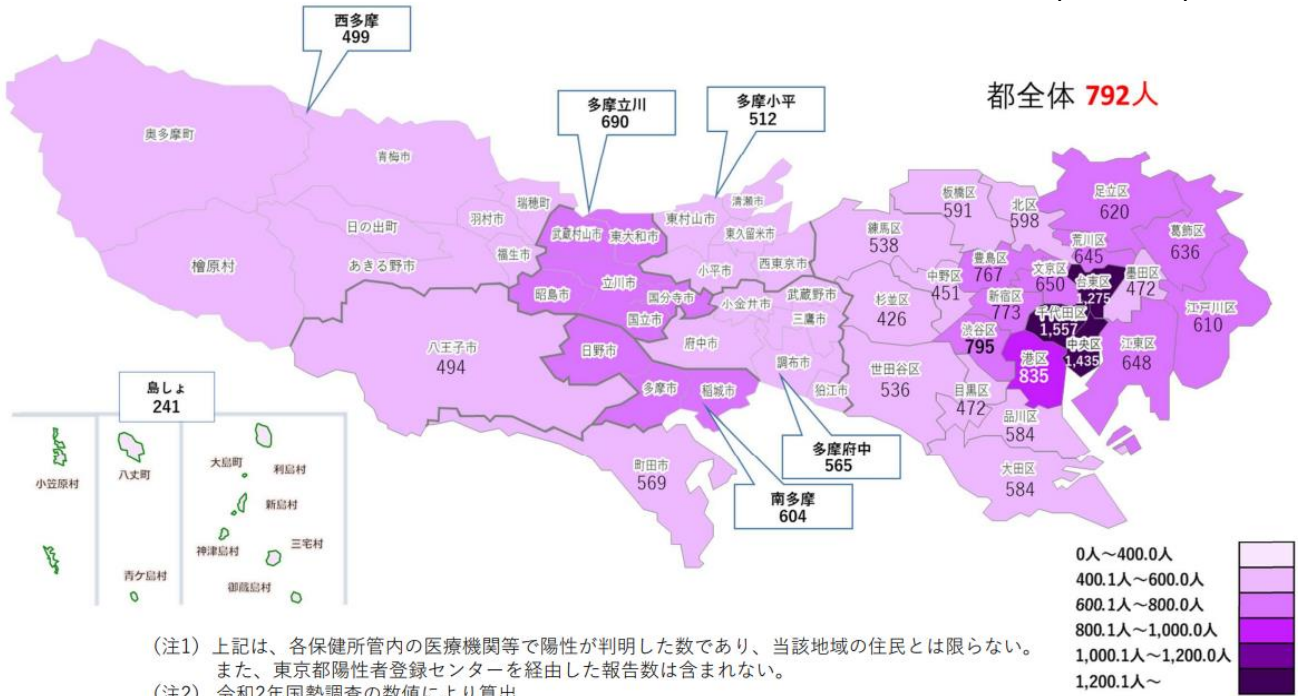 西多摩
499
多摩立川
690
多摩小平
512
都全体 792人
奥多摩町
青梅市
瑞穂町
羽村市
日の出町
福生市
あきる野市
檜原村
武蔵村山市
東大和市
立川市
昭島市
国分寺市
国立市
日野市
八王子市
494
多摩市
稲城市
町田市
569
清瀬市
東村山市
東久留米市
小平市
西東京市
小金井市
武蔵野市
三鷹市
府中市
調布市
狛江市
多摩府中
565
南多摩
604
板橋区
591
北区
598
足立区
620
練馬区
538
豊島区
767
荒川区
645
葛飾区
636
中野区
451
文京区
650
台東区
1,275
墨田区
472
杉並区
426
新宿区
773
千代田区
1,557
江戸川区
610
渋谷区
795
中央区
1,435
江東区
648
港区
835
世田谷区
536
目黒区
472
品川区
584
大田区
584
島しょ
241
小笠原村
八丈町
青ケ島村
大島町
利島村
新島村
神津島村
三宅村
御蔵島村
0人～400.0人
400.1人～600.0人
600.1人～800.0人
800.1人～1,000.0人
1,000.1人～1,200.0人
1,200.1人～
（注1）上記は、各保健所管内の医療機関等で陽性が判明した数であり、当該地域の住民とは限らない。
また、東京都陽性者登録センターを経由した報告数は含まれない。
（注2）令和2年国勢調査の数値により算出